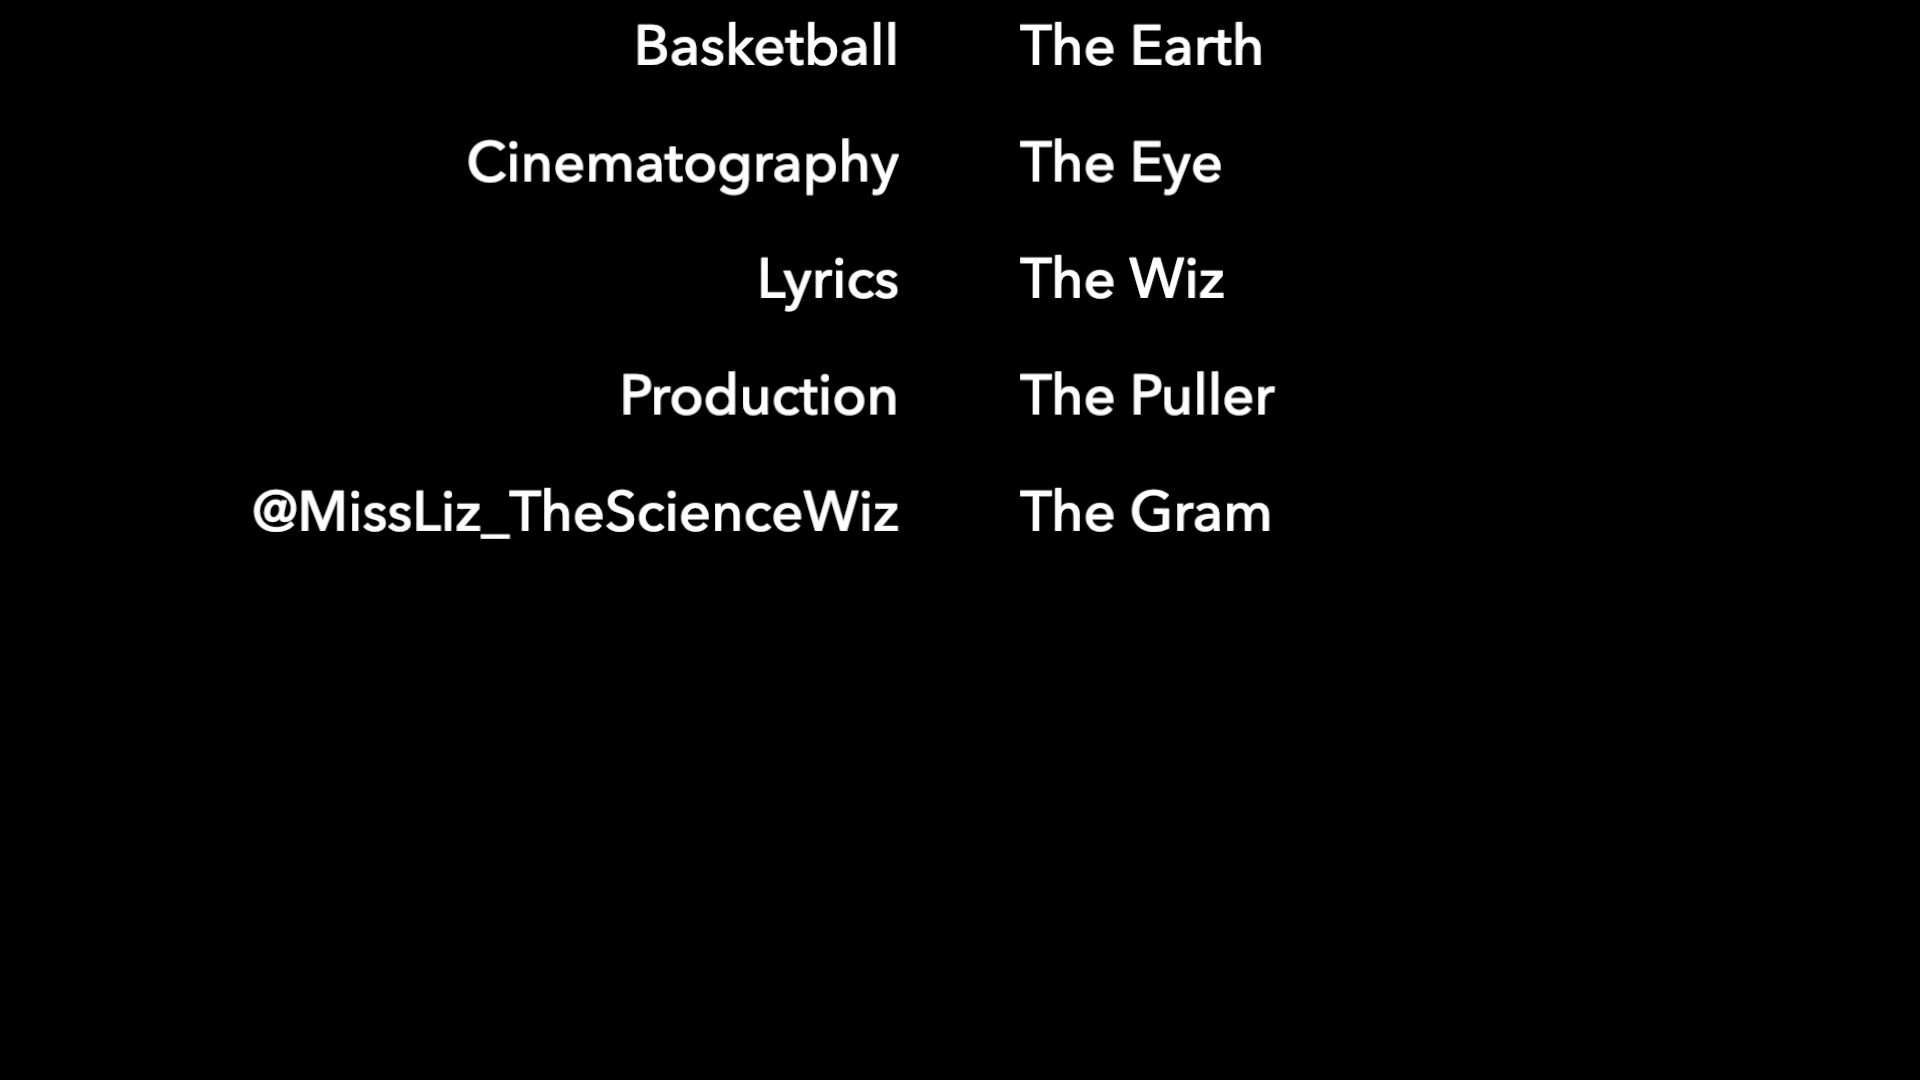 Basketball The Earth
Cinematography The Eye
Lyrics The Wiz
Production The Puller
@MissLiz_TheScienceWiz The Gram